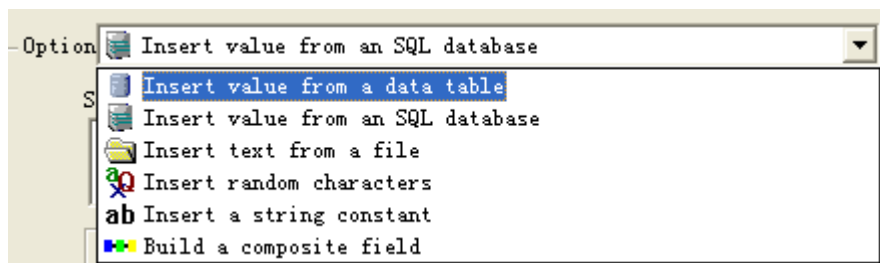 Option Insert value from an SQL database
Insert value from a data table
S
Insert value from an SQL database
Insert text from a file
Insert random characters
ab Insert a string constant
Build a composite field